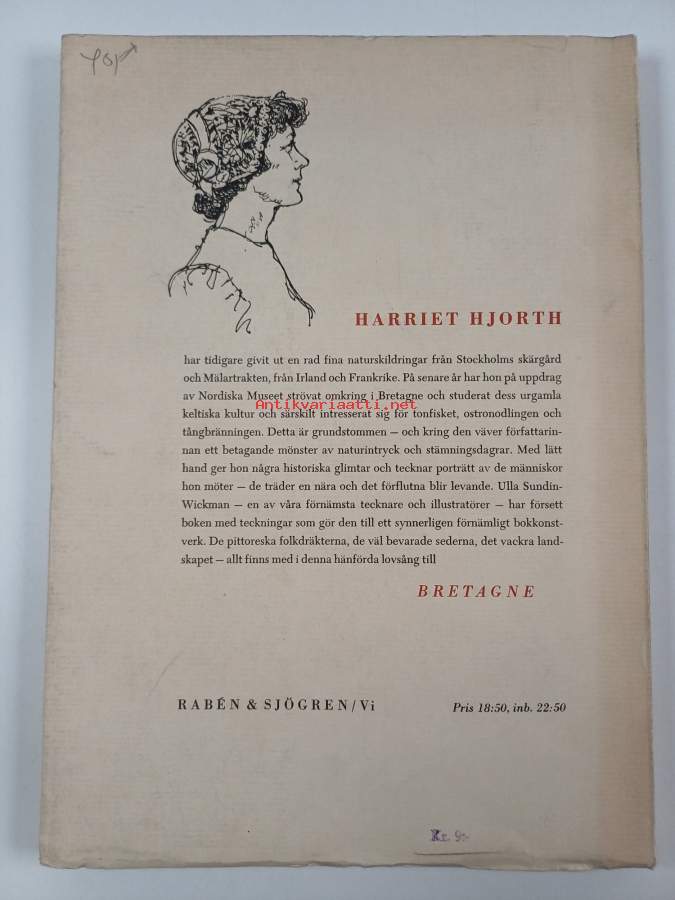 HARRIET HJORTH
har tidigare givit ut en rad fina naturskildringar från Stockholms skärgård
och Mälartrakten, från Irland och Frankrike. På senare år har hon på uppdrag
av Nordiska Museet strövat omkring i Bretagne och studerat dess urgamla
Antikvariaatti.net
keltiska kultur och särskilt intresserat sig för tonfisket, ostronodlingen och
tångbränningen. Detta är grundstommen – och kring den väver författarin-
nan ett betagande mönster av naturintryck och stämningsdagrar. Med lätt
hand ger hon några historiska glimtar och tecknar porträtt av de människor
hon möter – de träder en nära och det förflutna blir levande. Ulla Sundin-
Wickman – en av våra förnämsta tecknare och illustratörer – har försett
boken med teckningar som gör den till ett synnerligen förnämligt bokkonst-
verk. De pittoreska folkdräkterna, de väl bevarade sederna, det vackra land-
skapet – allt finns med i denna hänförda lovsång till
BRETAGNE
RABÉN & SJÖGREN/Vi
Pris 18:50, inb. 22:50
Kr. 9:-